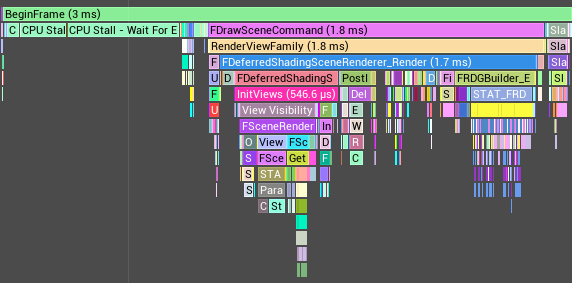 BeginFrame (3 ms)
C CPU Stal CPU Stall - Wait For E FDrawSceneCommand (1.8 ms) Sla
RenderViewFamily (1.8 ms) Sla
F FDeferredShadingSceneRenderer_Render (1.7 ms) Sla
U D FDeferredShadingS PostI D Fi FRDGBuilder_E Sl
F InitViews (546.6 µs) Del S STAT_FRD
U View Visibility F E
FSceneRender In W
O View FSc D R
S FSce Get F C
S STA
S Para
C St